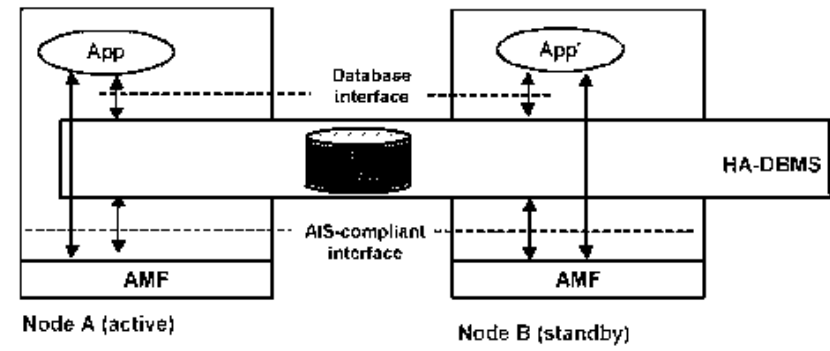 App
App'
Database
interface
HA-DBMS
AIS-compliant
interface
AMF
AMF
Node A (active)
Node B (standby)